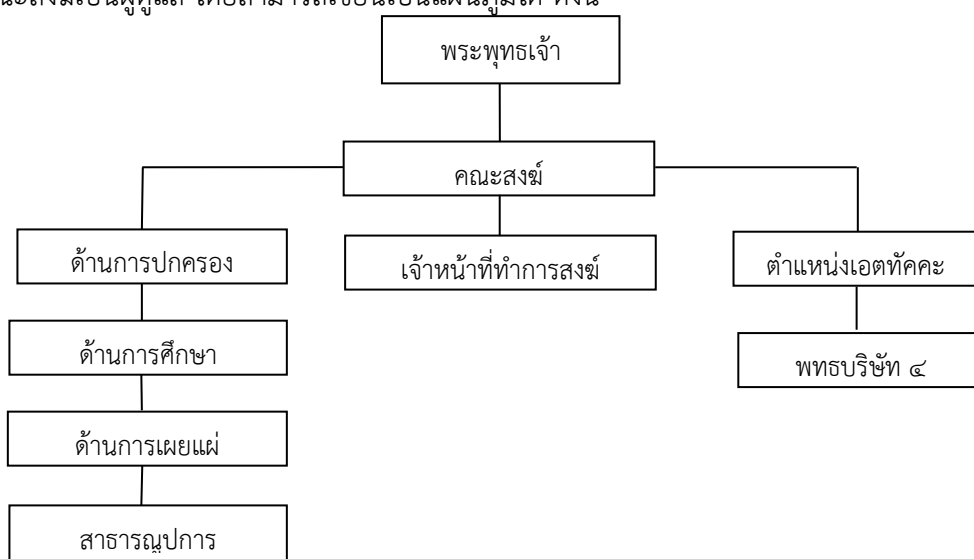 พระพุทธเจ้า
คณะสงฆ์
ด้านการปกครอง
เจ้าหน้าที่ทำการสงฆ์
ตำแหน่งเอตทัคคะ
ด้านการศึกษา
พทธบริษัท ๔
ด้านการเผยแผ่
สาธารณูปการ